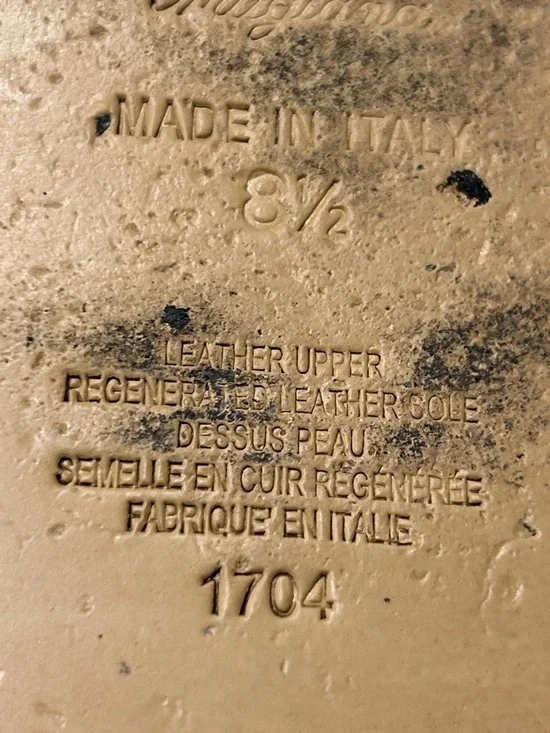 MADE IN ITALY
8½
LEATHER UPPER
REGENERATED LEATHER SOLE
DESSUS PEAU
SEMELLE EN CUIR RÉGÉNÉRÉE
FABRIQUE' EN ITALIE
1704